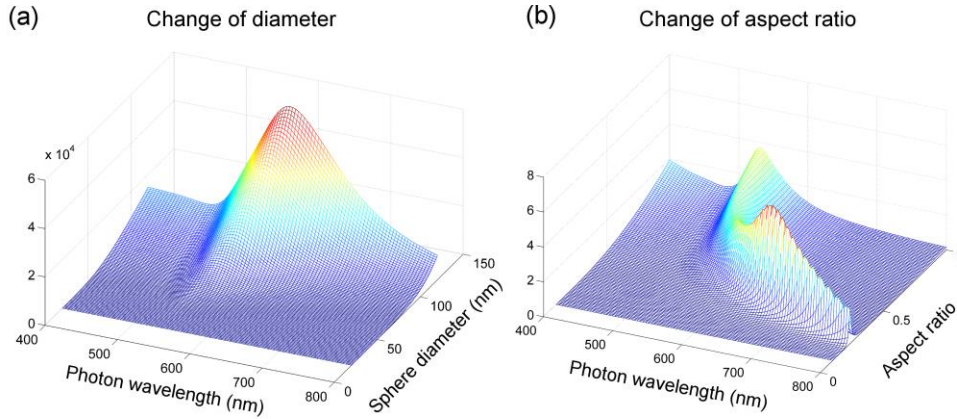 (a)
Change of diameter
x 10⁴
6
4
2
0
400
500
600
700
800
Photon wavelength (nm)
0
50
100
150
Sphere diameter (nm)
(b)
Change of aspect ratio
8
6
4
2
0
400
500
600
700
800
Photon wavelength (nm)
0
0.5
Aspect ratio